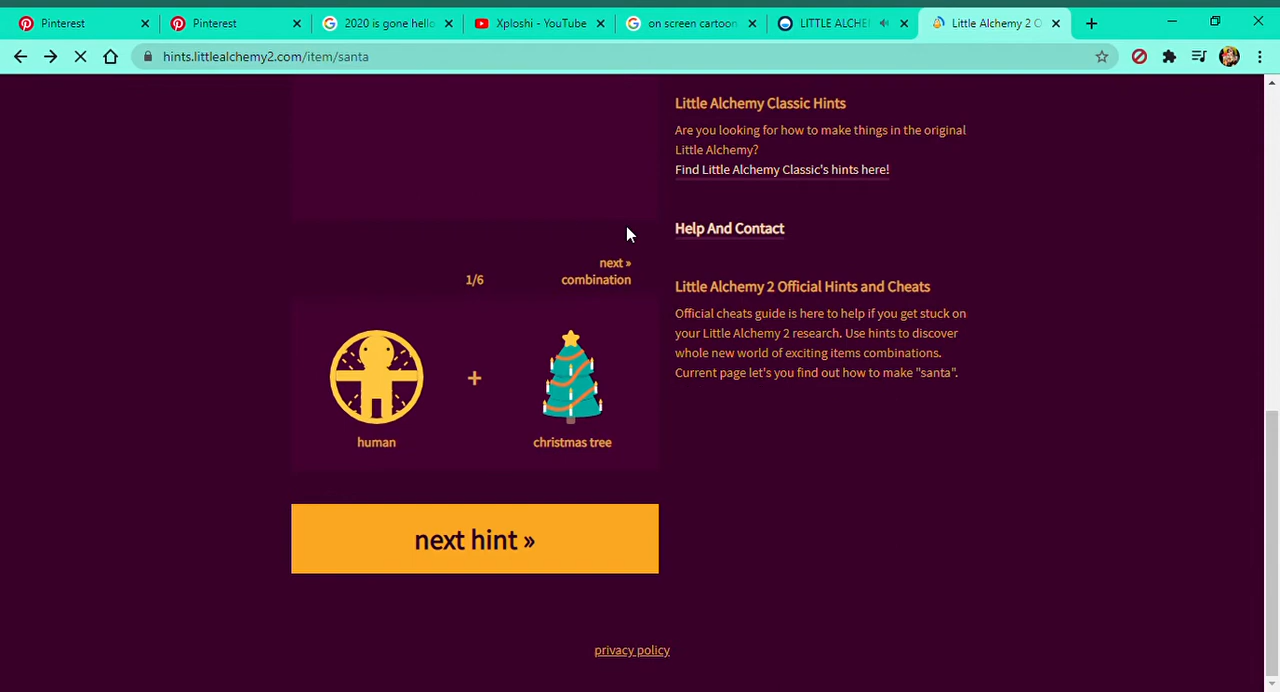 Pinterest
Pinterest
2020 is gone hello
Xploshi - YouTube
on screen cartoon
LITTLE ALCHE
Little Alchemy 2 O
hints.littlealchemy2.com/item/santa
Little Alchemy Classic Hints
Are you looking for how to make things in the original
Little Alchemy?
Find Little Alchemy Classic's hints here!
Help And Contact
next »
1/6 combination
Little Alchemy 2 Official Hints and Cheats
Official cheats guide is here to help if you get stuck on
your Little Alchemy 2 research. Use hints to discover
whole new world of exciting items combinations.
Current page let's you find out how to make "santa".
+
human
christmas tree
next hint »
privacy policy